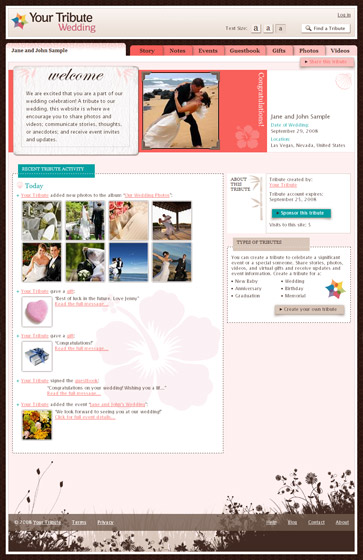 Your Tribute
Wedding
Log In
Text Size: a a a
Find a Tribute
Jane and John Sample
Story Notes Events Guestbook Gifts Photos Videos
Share this tribute
welcome
We are excited that you are a part of our
wedding celebration! A tribute to our
wedding, this website is where we
encourage you to share photos and
videos; communicate stories, thoughts,
or anecdotes; and receive event invites
and updates.
Congratulations!
Jane and John Sample
Date of Wedding
September 29, 2008
Location
Las Vegas, Nevada, United States
RECENT TRIBUTE ACTIVITY
Today
Your Tribute added new photos to the album: "Our Wedding Photos"
Your Tribute gave a gift
"Best of luck in the future. Love Jenny"
Read the full message...
Your Tribute gave a gift
"Congratulations!"
Read the full message...
Your Tribute signed the guestbook
"Congratulations on your wedding! Wishing you a lif..."
Read the full message...
Your Tribute added the event "Jane and John's Wedding"
"We look forward to seeing you at our wedding!"
Click for full event details...
ABOUT
THIS
TRIBUTE
Tribute created by:
Your Tribute
Tribute account expires:
September 25, 2008
Sponsor this tribute
Visits to this site: 5
TYPES OF TRIBUTES
You can create a tribute to celebrate a significant
event or a special someone. Share stories, photos,
videos, and virtual gifts and receive updates and
event information. Create a tribute for a:
• New Baby • Wedding
• Anniversary • Birthday
• Graduation • Memorial
Create your own tribute
© 2008 Your Tribute Terms Privacy
Help Blog Contact About